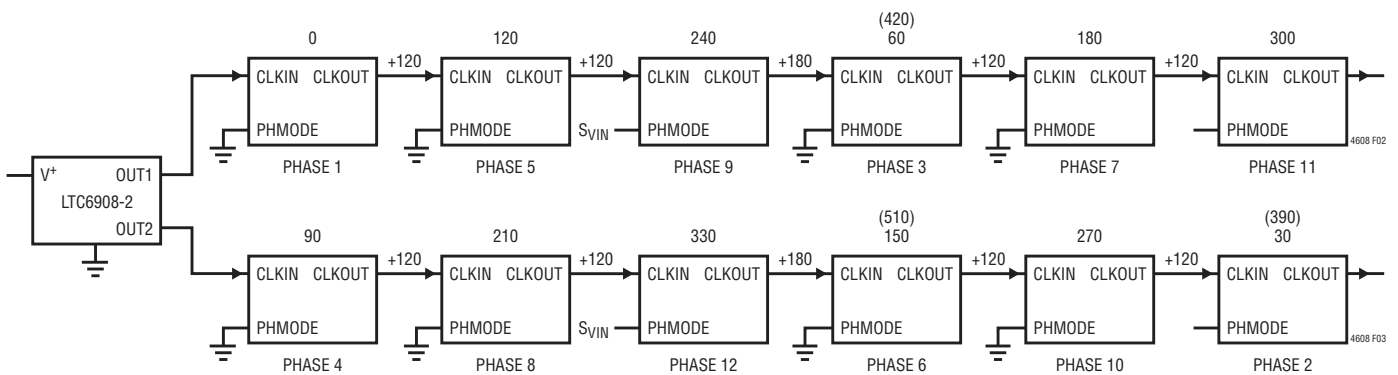 (420)
0 120 240 60 180 300
+120 +120 +180 +120 +120
CLKIN CLKOUT CLKIN CLKOUT CLKIN CLKOUT CLKIN CLKOUT CLKIN CLKOUT CLKIN CLKOUT
PHMODE PHMODE SVIN PHMODE PHMODE PHMODE PHMODE
4608 F02
PHASE 1 PHASE 5 PHASE 9 PHASE 3 PHASE 7 PHASE 11
V+ OUT1
LTC6908-2
OUT2
(510) (390)
90 210 330 150 270 30
+120 +120 +180 +120 +120
CLKIN CLKOUT CLKIN CLKOUT CLKIN CLKOUT CLKIN CLKOUT CLKIN CLKOUT CLKIN CLKOUT
PHMODE PHMODE SVIN PHMODE PHMODE PHMODE PHMODE
4608 F03
PHASE 4 PHASE 8 PHASE 12 PHASE 6 PHASE 10 PHASE 2